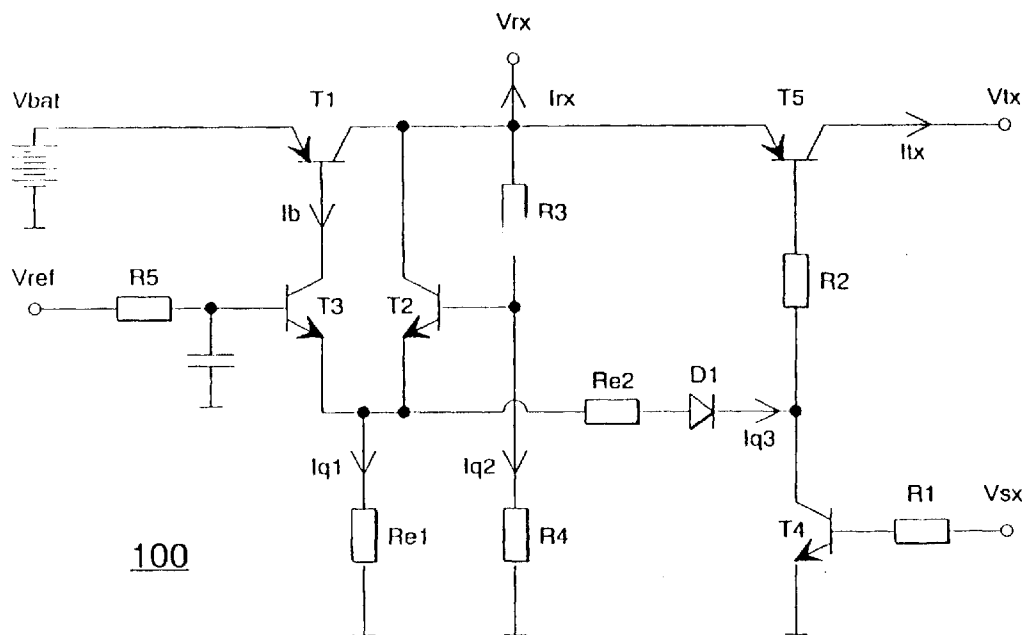 Vrx
Vbat
T1
Irx
T5
Vtx
Itx
Ib
R3
Vref
R5
T3
T2
R2
Re2
D1
Iq3
Iq1
Iq2
R1
Vsx
Re1
R4
T4
100